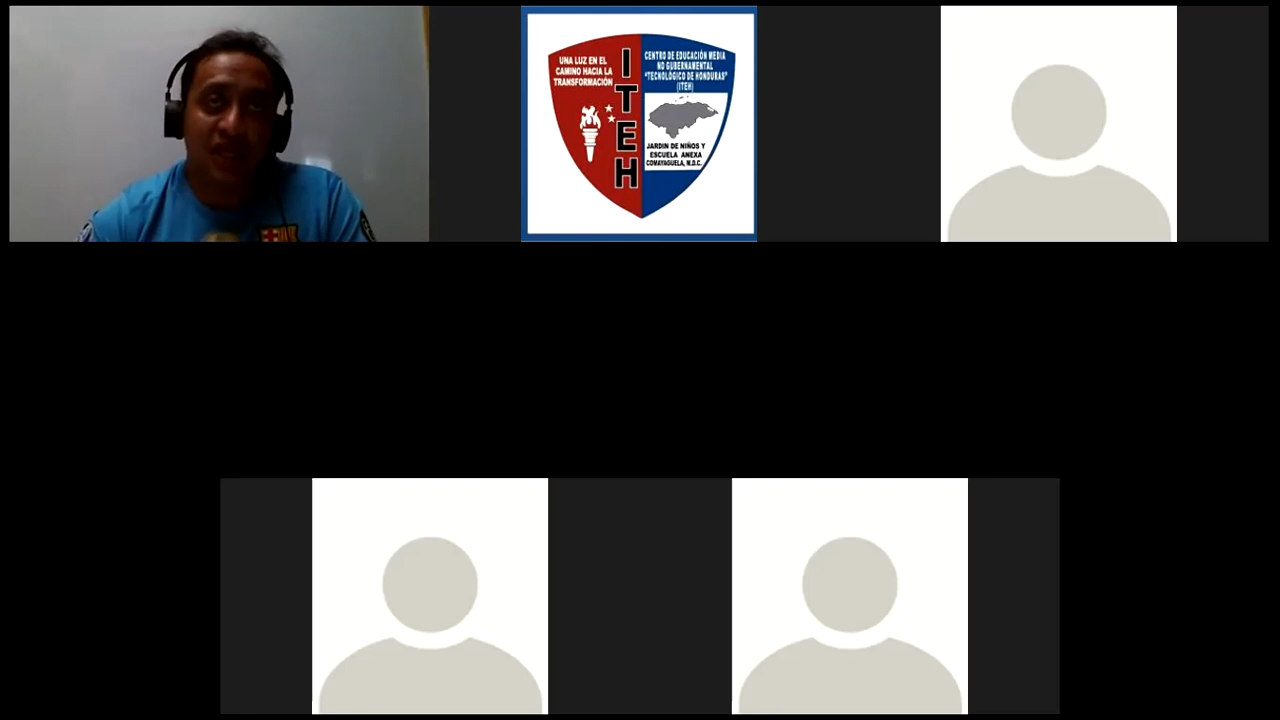 UNA LUZ EN EL
CAMINO HACIA LA
TRANSFORMACIÓN
ITEH
CENTRO DE EDUCACIÓN MEDIA
NO GUBERNAMENTAL
"TECNOLÓGICO DE HONDURAS"
(ITEH)
JARDIN DE NIÑOS Y
ESCUELA ANEXA
COMAYAGUELA, M.D.C.